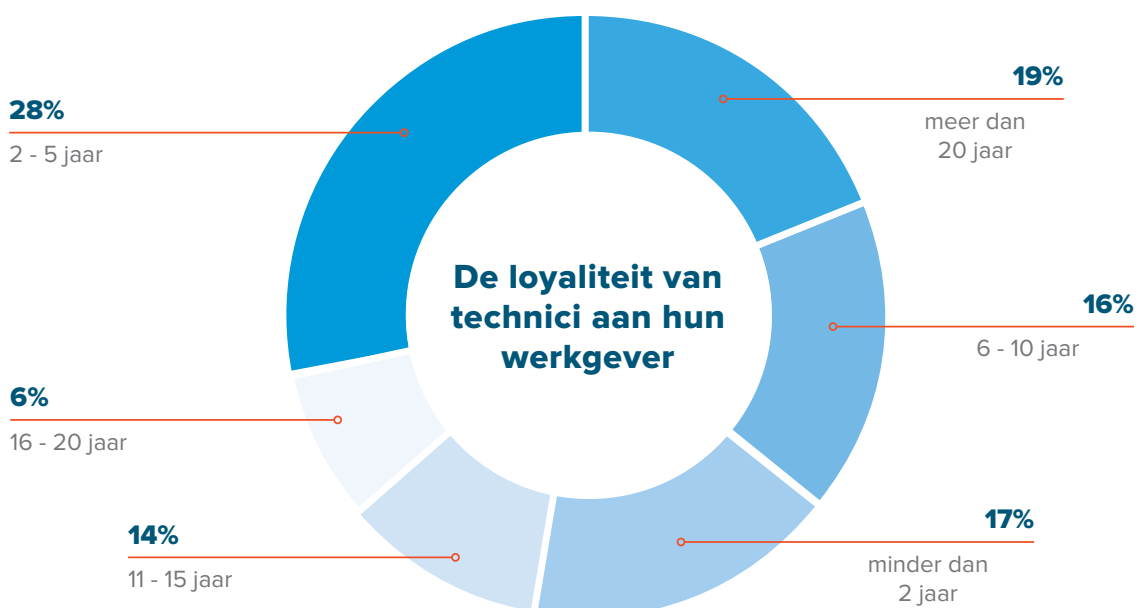 19%
meer dan
20 jaar
28%
2 - 5 jaar
De loyaliteit van
technici aan hun
werkgever
16%
6 - 10 jaar
6%
16 - 20 jaar
17%
minder dan
2 jaar
14%
11 - 15 jaar